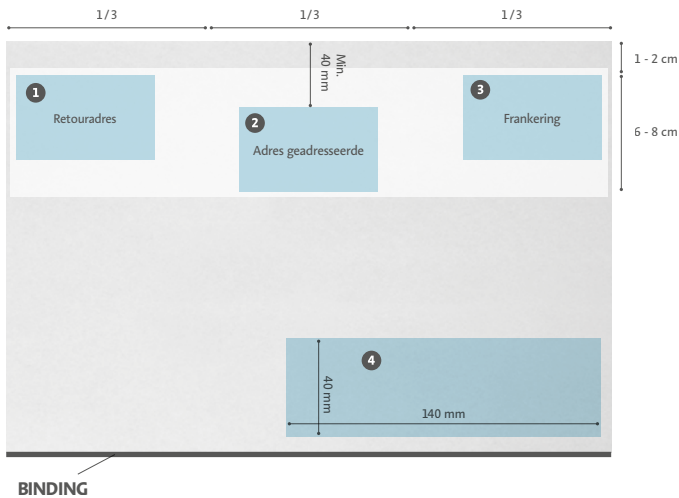 1/3
1/3
1/3
Min.
40 mm
1 - 2 cm
1
Retouradres
2
Adres geadresseerde
3
Frankering
6 - 8 cm
4
40 mm
140 mm
BINDING